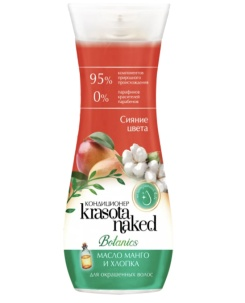 95%
компонентов
природного
происхождения
0%
парафинов
красителей
парабенов
Сияние
цвета
КОНДИЦИОНЕР
krasota
naked
Botanics
МАСЛО МАНГО
И ХЛОПКА
для окрашенных волос